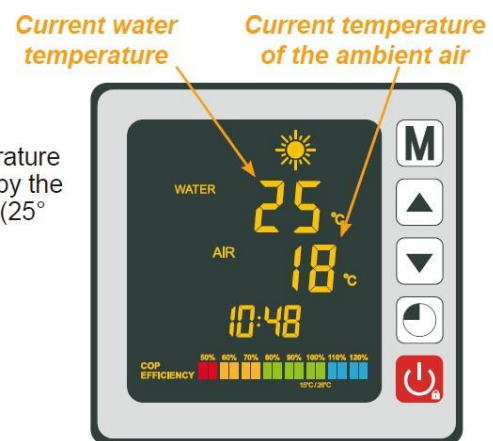 Current water
temperature
Current temperature
of the ambient air
rature
by the
(25°
M
WATER 25 °C
AIR 18 °C
10:48
50% 60% 70% 80% 90% 100% 110% 120%
COP
EFFICIENCY
15°C / 26°C